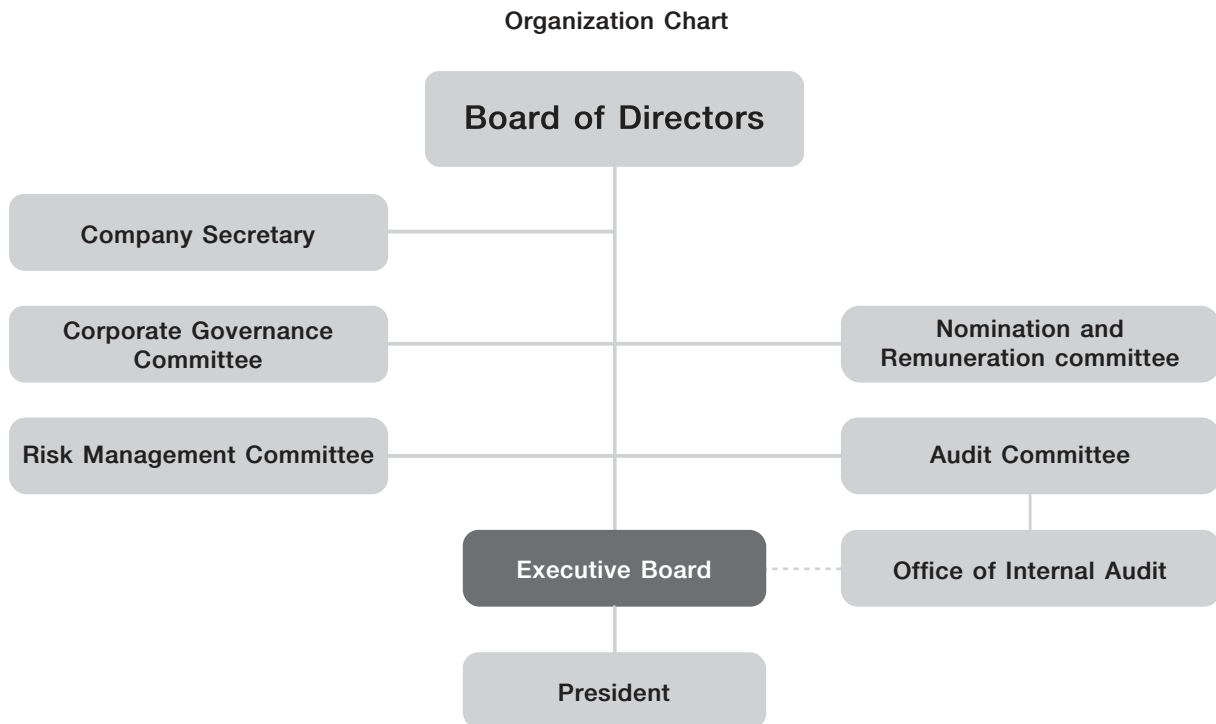 Organization Chart
Board of Directors
Company Secretary
Corporate Governance
Committee
Nomination and
Remuneration committee
Risk Management Committee
Audit Committee
Executive Board
Office of Internal Audit
President